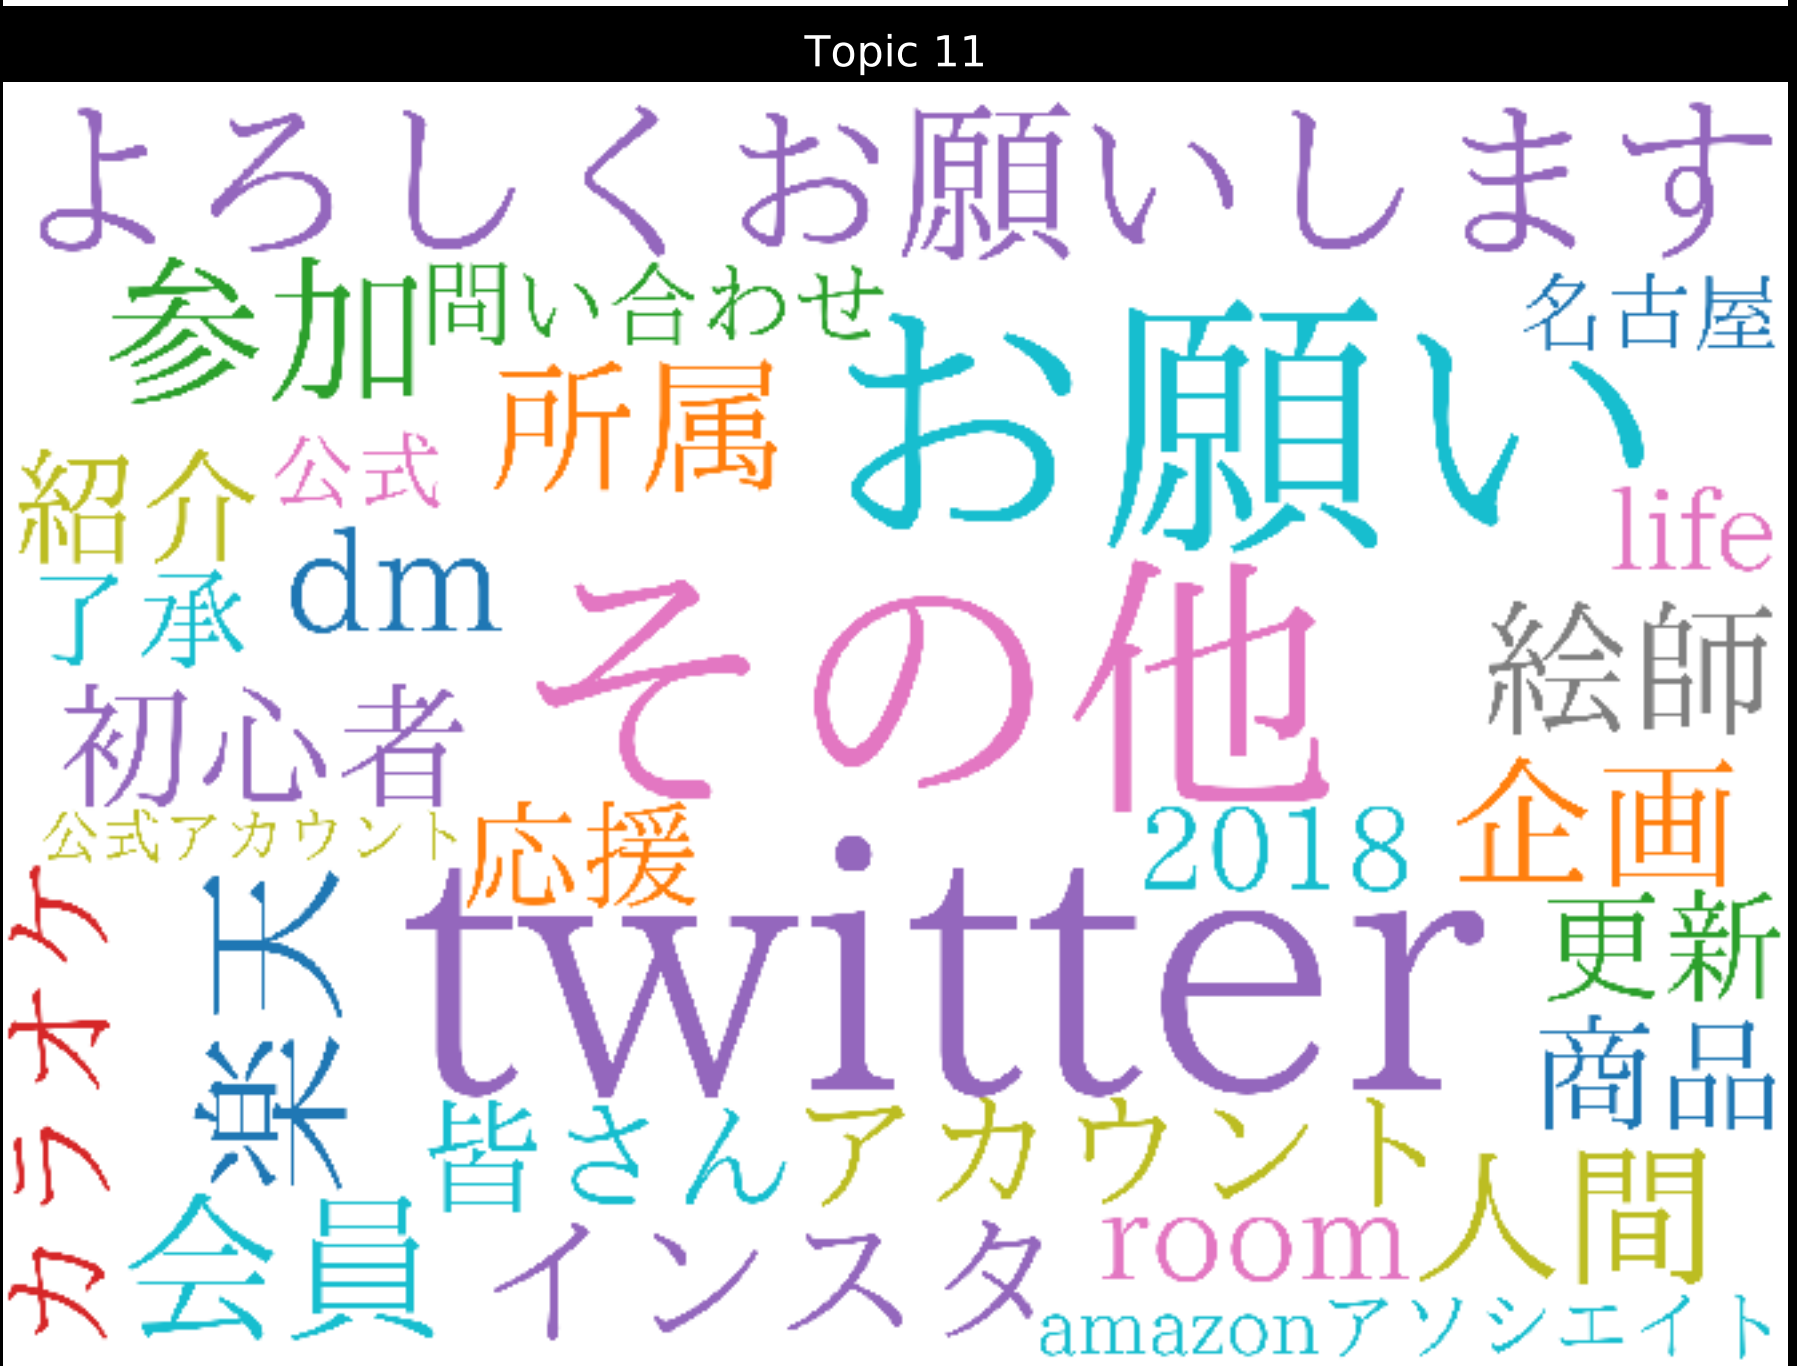 Topic 11
よろしくお願いします
参加
問い合わせ
名古屋
お願い
所属
紹介
公式
life
dm
了承
その他
絵師
初心者
企画
公式アカウント
応援
2018
twitter
更新
カラオケ
楽天
商品
皆さん
アカウント
人間
会員
インスタ
room
amazonアソシエイト